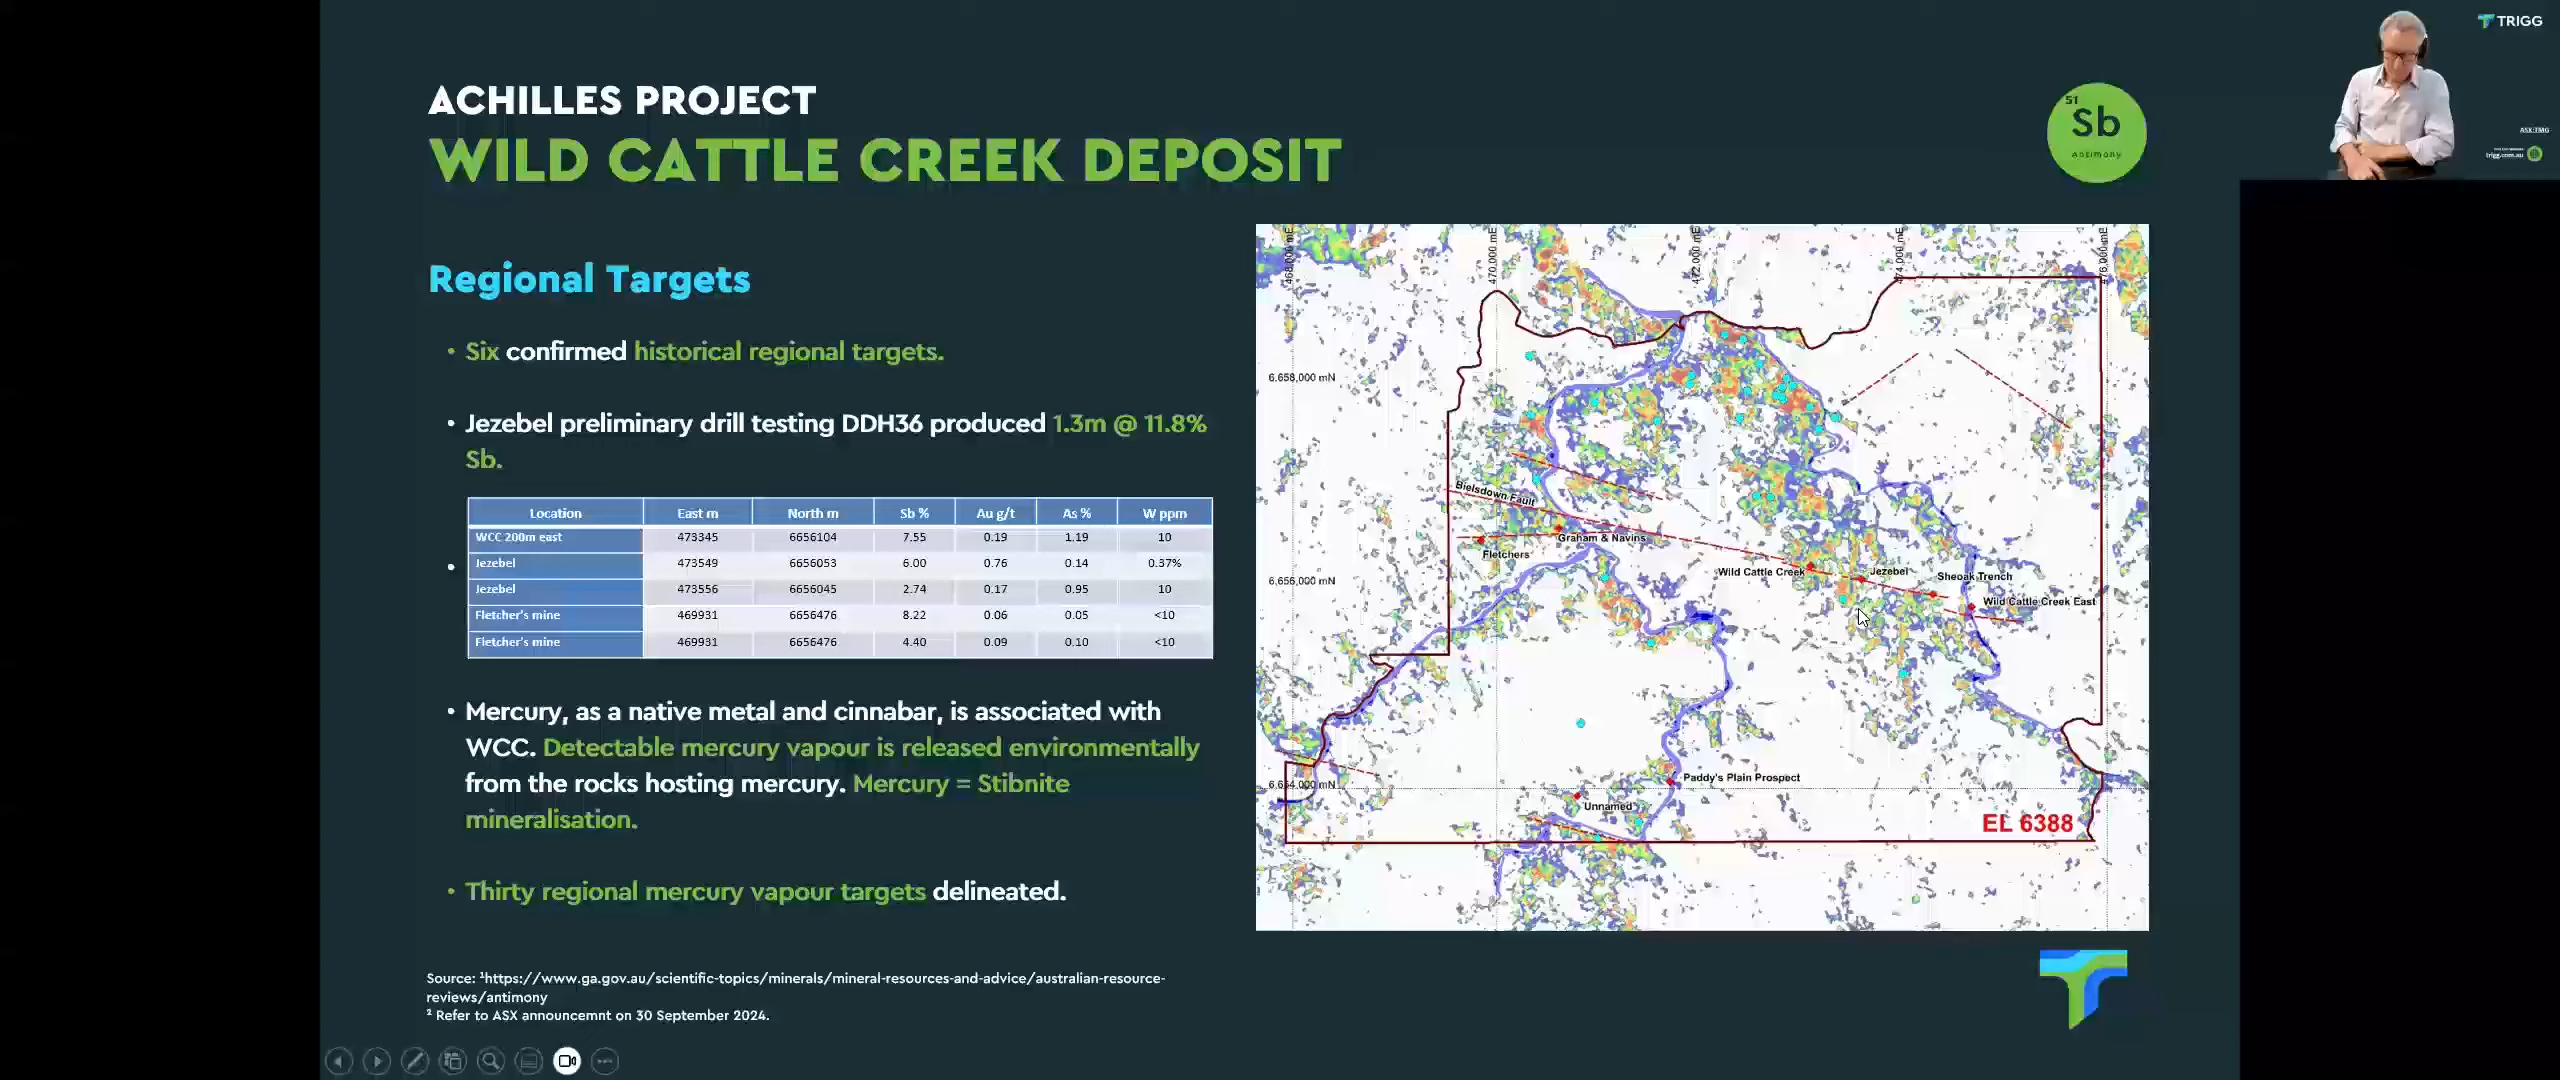 TRIGG
ACHILLES PROJECT
WILD CATTLE CREEK DEPOSIT
51
Sb
Antimony
ASX:TMG
trigg.com.au
Regional Targets
• Six confirmed historical regional targets.
• Jezebel preliminary drill testing DDH36 produced 1.3m @ 11.8%
Sb.
Location East m North m Sb % Au g/t As % W ppm
WCC 200m east 473345 6656104 7.55 0.19 1.19 10
Jezebel 473549 6656053 6.00 0.76 0.14 0.37%
Jezebel 473556 6656045 2.74 0.17 0.95 10
Fletcher's mine 469931 6656476 8.22 0.06 0.05 <10
Fletcher's mine 469931 6656476 4.40 0.09 0.10 <10
• Mercury, as a native metal and cinnabar, is associated with
WCC. Detectable mercury vapour is released environmentally
from the rocks hosting mercury. Mercury = Stibnite
mineralisation.
• Thirty regional mercury vapour targets delineated.
468,000 mE
470,000 mE
472,000 mE
474,000 mE
476,000 mE
6,658,000 mN
Bielsdown Fault
Graham & Navins
Fletchers
Wild Cattle Creek
Jezebel
Sheoak Trench
6,656,000 mN
Wild Cattle Creek East
Paddy's Plain Prospect
6,654,000 mN
Unnamed
EL 6388
Source: ¹https://www.ga.gov.au/scientific-topics/minerals/mineral-resources-and-advice/australian-resource-
reviews/antimony
² Refer to ASX announcemnt on 30 September 2024.